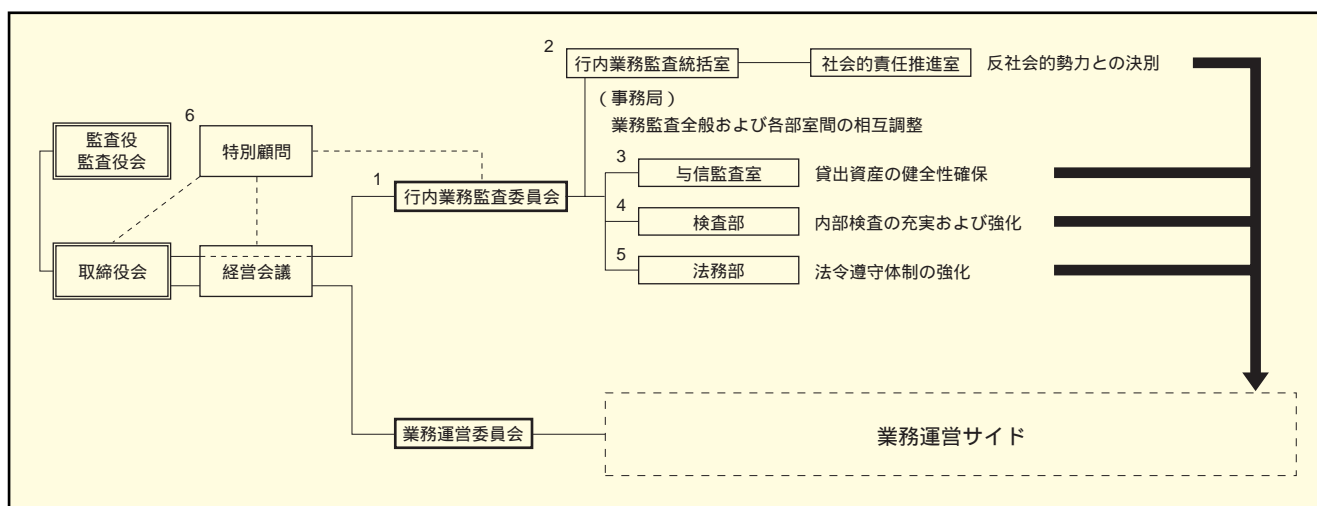 2
行内業務監査統括室
社会的責任推進室
反社会的勢力との決別
（事務局）
業務監査全般および各部室間の相互調整
監査役
監査役会
6
特別顧問
1
行内業務監査委員会
3
与信監査室
貸出資産の健全性確保
4
検査部
内部検査の充実および強化
5
法務部
法令遵守体制の強化
取締役会
経営会議
業務運営委員会
業務運営サイド